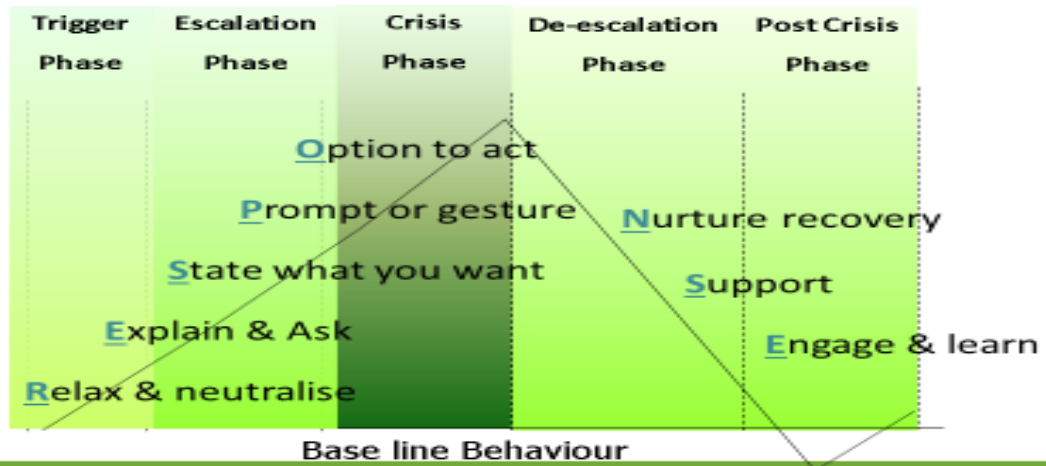 Trigger Phase
Escalation Phase
Crisis Phase
De-escalation Phase
Post Crisis Phase
Option to act
Prompt or gesture
Nurture recovery
State what you want
Support
Explain & Ask
Engage & learn
Relax & neutralise
Base line Behaviour